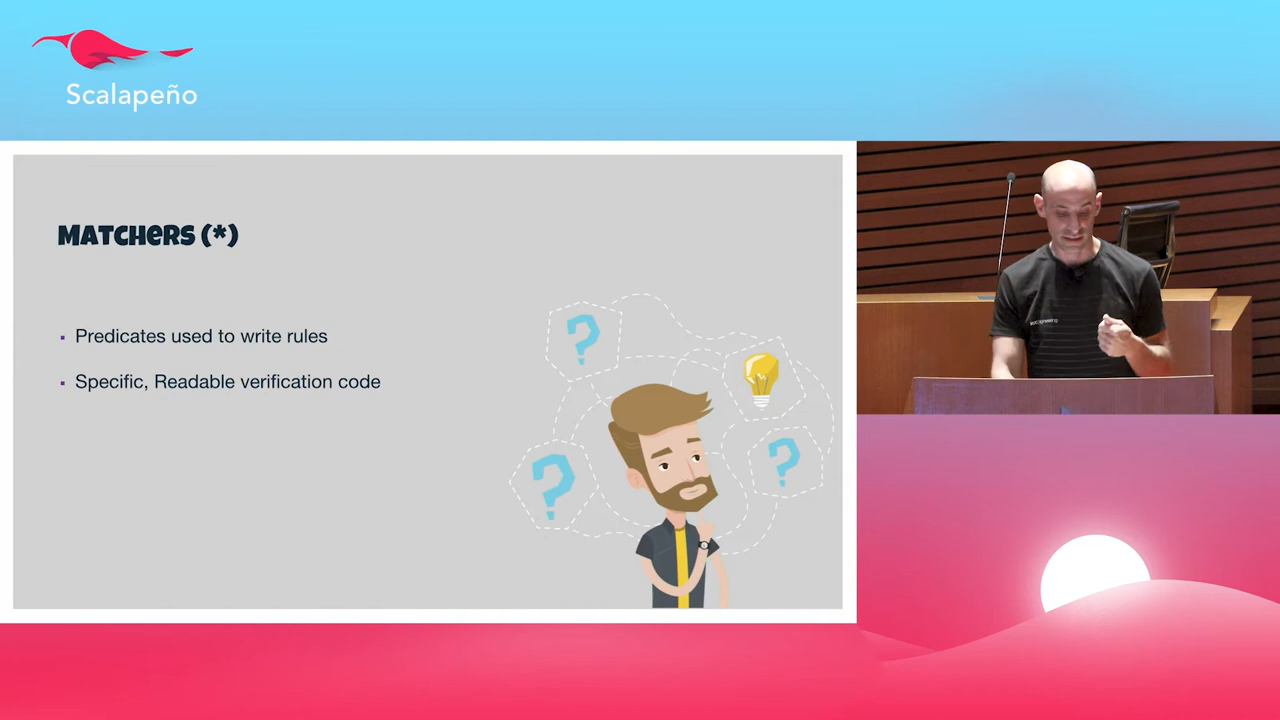 Scalapeño
MATCHERS (*)
▪ Predicates used to write rules
▪ Specific, Readable verification code